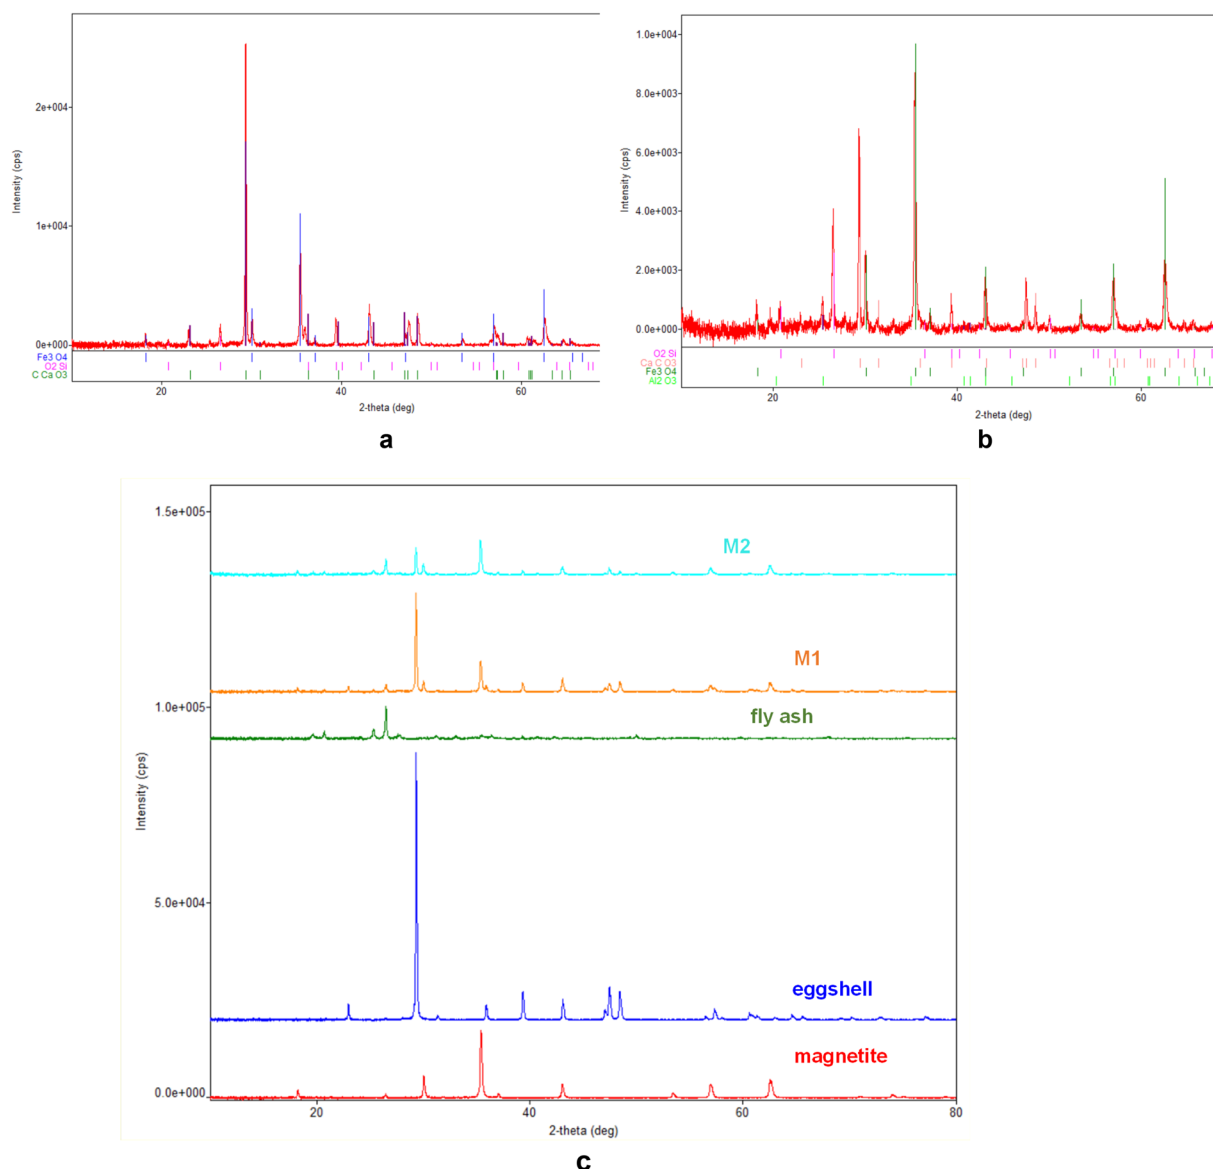 Intensity (cps)
2e+004
1e+004
0e+000
Fe3 O4
O2 Si
C Ca O3
20
40
60
2-theta (deg)
a
Intensity (cps)
1.0e+004
8.0e+003
6.0e+003
4.0e+003
2.0e+003
0.0e+000
O2 Si
Ca C O3
Fe3 O4
Al2 O3
20
40
60
2-theta (deg)
b
Intensity (cps)
1.5e+005
1.0e+005
5.0e+004
0.0e+000
M2
M1
fly ash
eggshell
magnetite
20
40
60
80
2-theta (deg)
c